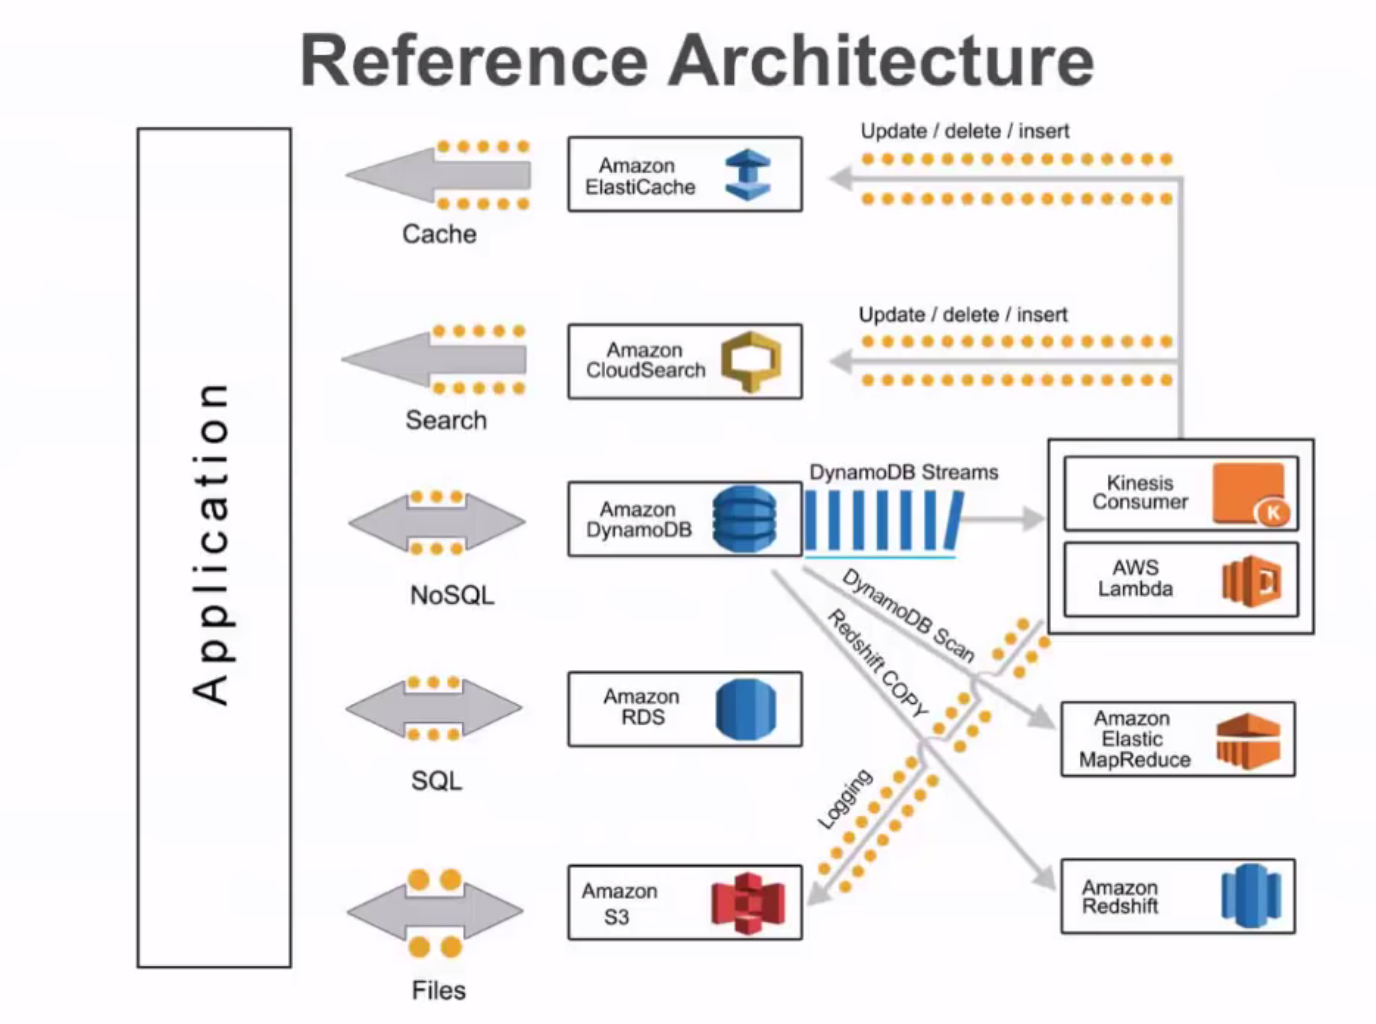 Reference Architecture
Application
Cache
Amazon
ElastiCache
Update / delete / insert
Search
Amazon
CloudSearch
Update / delete / insert
NoSQL
Amazon
DynamoDB
DynamoDB Streams
Kinesis
Consumer
K
AWS
Lambda
DynamoDB Scan
Redshift COPY
Logging
SQL
Amazon
RDS
Amazon
Elastic
MapReduce
Files
Amazon
S3
Amazon
Redshift